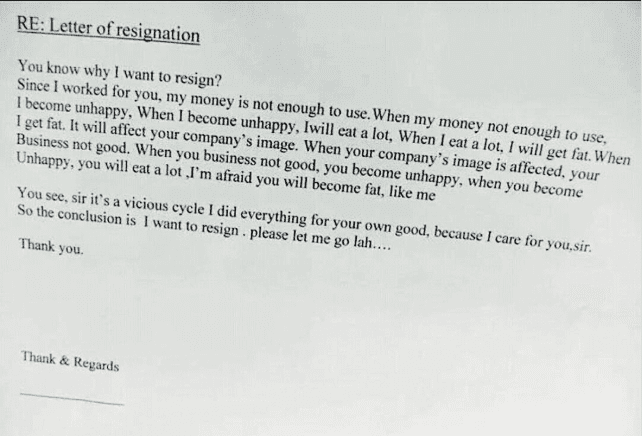 RE: Letter of resignation
You know why I want to resign?
Since I worked for you, my money is not enough to use. When my money not enough to use,
I become unhappy, When I become unhappy, Iwill eat a lot, When I eat a lot, I will get fat. When
I get fat. It will affect your company's image. When your company's image is affected, your
Business not good. When you business not good, you become unhappy, when you become
Unhappy, you will eat a lot ,I'm afraid you will become fat, like me
You see, sir it's a vicious cycle I did everything for your own good, because I care for you,sir.
So the conclusion is I want to resign . please let me go lah....
Thank you.
Thank & Regards